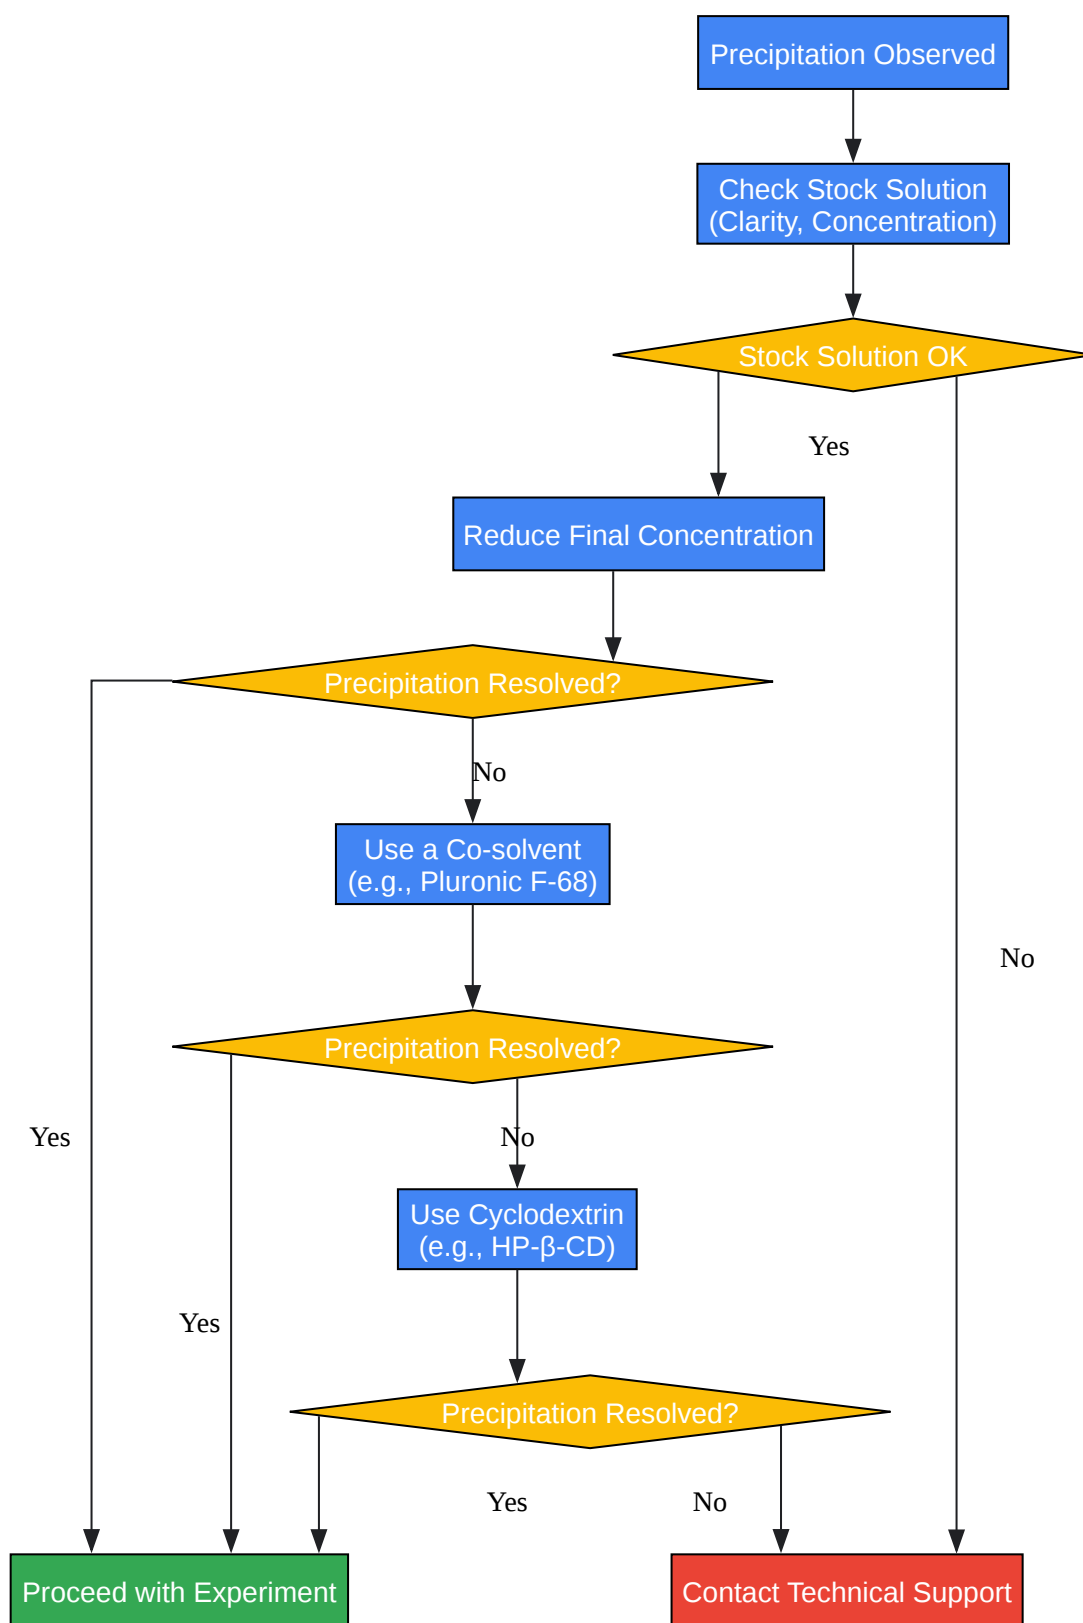 Precipitation Observed
Check Stock Solution
(Clarity, Concentration)
Stock Solution OK
Yes
Reduce Final Concentration
Precipitation Resolved?
No
Use a Co-solvent
(e.g., Pluronic F-68)
No
Precipitation Resolved?
Yes
No
Use Cyclodextrin
(e.g., HP-β-CD)
Yes
Precipitation Resolved?
Yes
No
Proceed with Experiment
Contact Technical Support